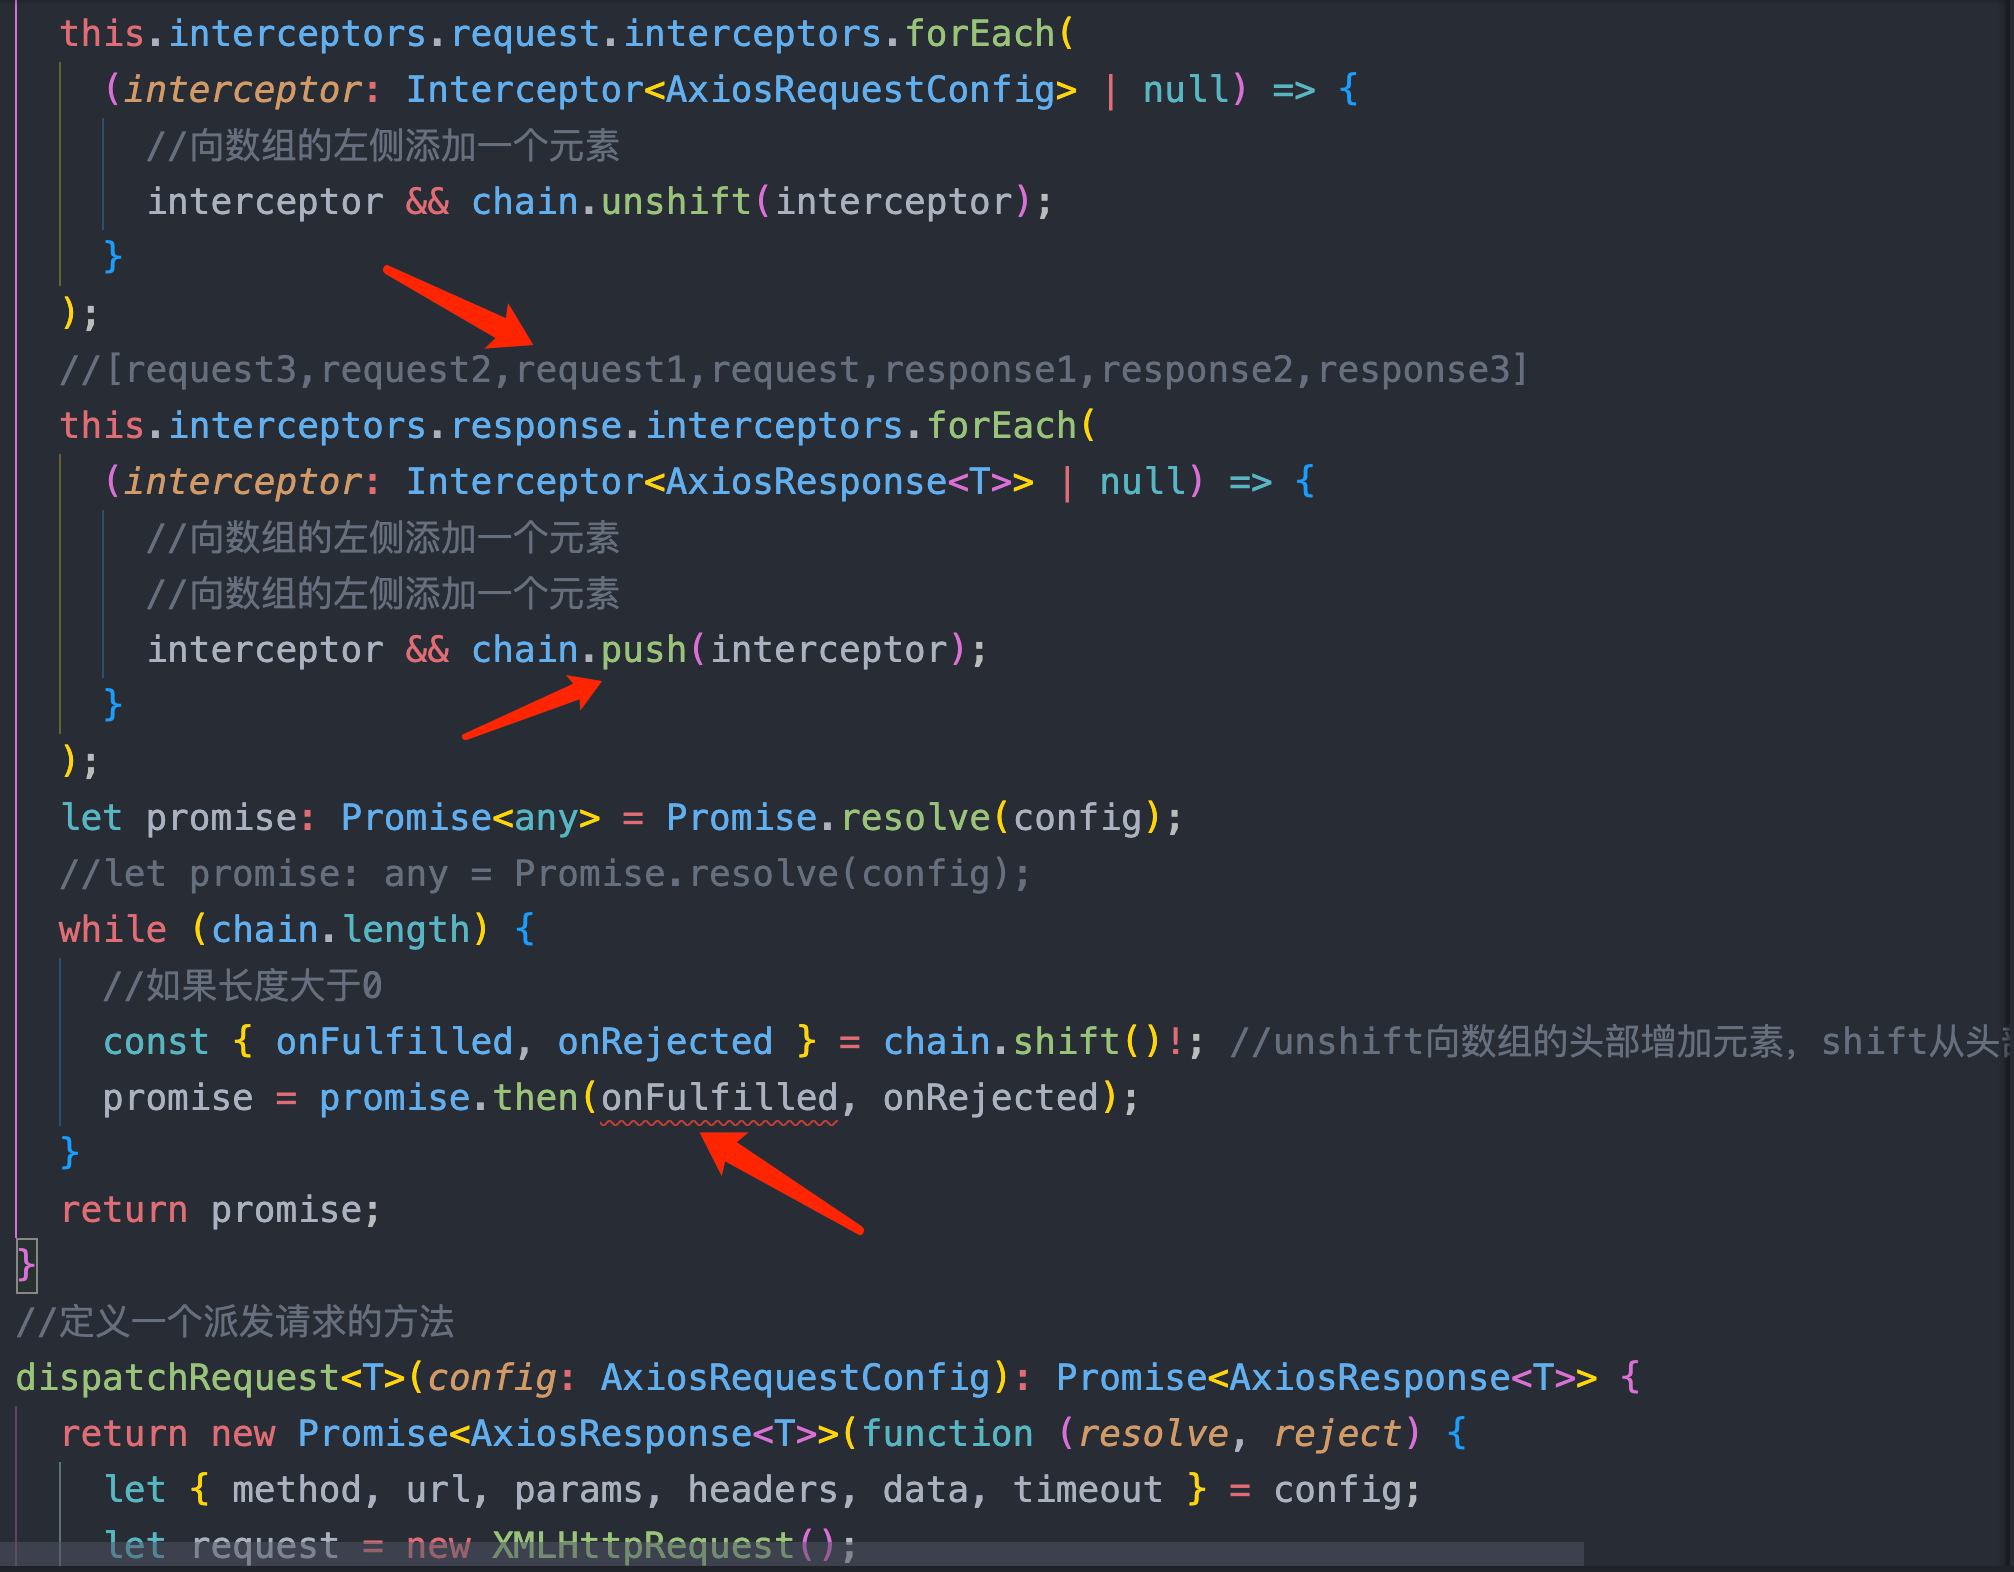 this.interceptors.request.interceptors.forEach(
(interceptor: Interceptor<AxiosRequestConfig> | null) => {
//向数组的左侧添加一个元素
interceptor && chain.unshift(interceptor);
}
);
//[request3,request2,request1,request,response1,response2,response3]
this.interceptors.response.interceptors.forEach(
(interceptor: Interceptor<AxiosResponse<T>> | null) => {
//向数组的左侧添加一个元素
//向数组的左侧添加一个元素
interceptor && chain.push(interceptor);
}
);
let promise: Promise<any> = Promise.resolve(config);
//let promise: any = Promise.resolve(config);
while (chain.length) {
//如果长度大于0
const { onFulfilled, onRejected } = chain.shift()!; //unshift向数组的头部增加元素，shift从头
promise = promise.then(onFulfilled, onRejected);
}
return promise;
}
//定义一个派发请求的方法
dispatchRequest<T>(config: AxiosRequestConfig): Promise<AxiosResponse<T>> {
return new Promise<AxiosResponse<T>>(function (resolve, reject) {
let { method, url, params, headers, data, timeout } = config;
let request = new XMLHttpRequest();